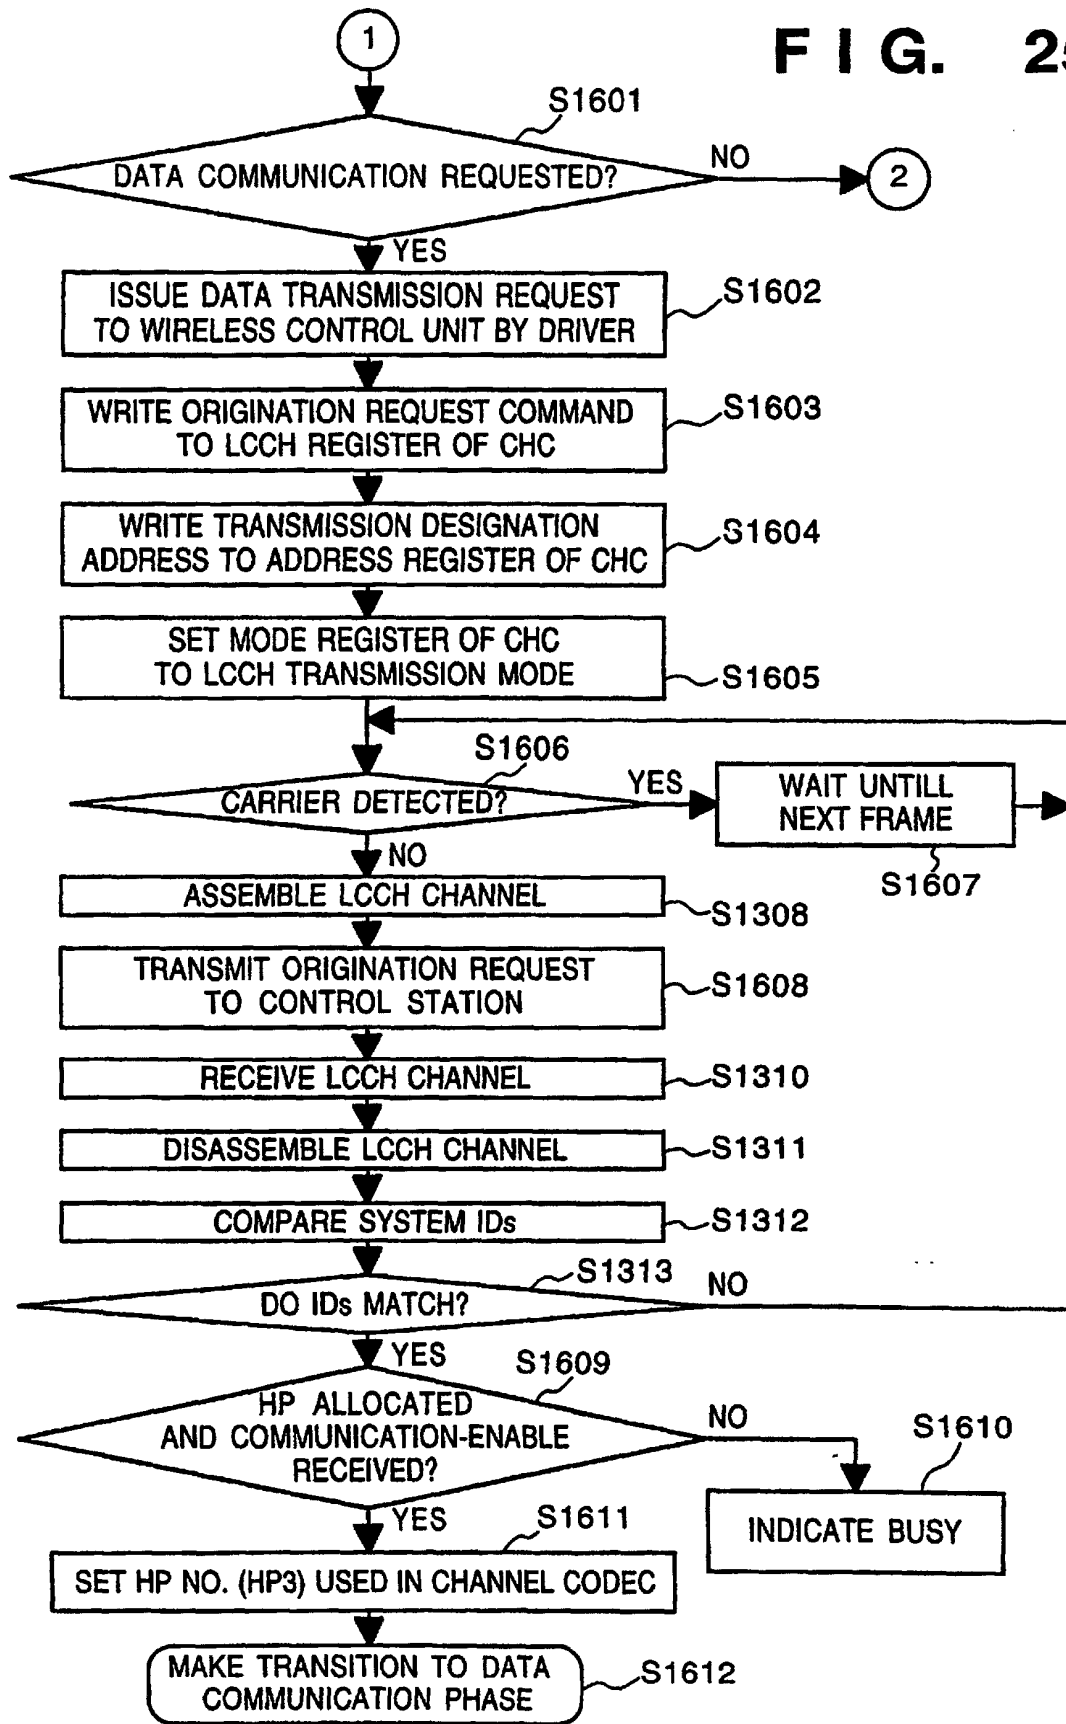 1
F I G. 25
S1601
DATA COMMUNICATION REQUESTED?
NO
2
YES
ISSUE DATA TRANSMISSION REQUEST
TO WIRELESS CONTROL UNIT BY DRIVER
S1602
WRITE ORIGINATION REQUEST COMMAND
TO LCCH REGISTER OF CHC
S1603
WRITE TRANSMISSION DESIGNATION
ADDRESS TO ADDRESS REGISTER OF CHC
S1604
SET MODE REGISTER OF CHC
TO LCCH TRANSMISSION MODE
S1605
S1606
CARRIER DETECTED?
YES
WAIT UNTILL
NEXT FRAME
S1607
NO
ASSEMBLE LCCH CHANNEL
S1308
TRANSMIT ORIGINATION REQUEST
TO CONTROL STATION
S1608
RECEIVE LCCH CHANNEL
S1310
DISASSEMBLE LCCH CHANNEL
S1311
COMPARE SYSTEM IDs
S1312
S1313
DO IDs MATCH?
NO
YES
S1609
HP ALLOCATED
AND COMMUNICATION-ENABLE
RECEIVED?
NO
S1610
INDICATE BUSY
YES
S1611
SET HP NO. (HP3) USED IN CHANNEL CODEC
MAKE TRANSITION TO DATA
COMMUNICATION PHASE
S1612